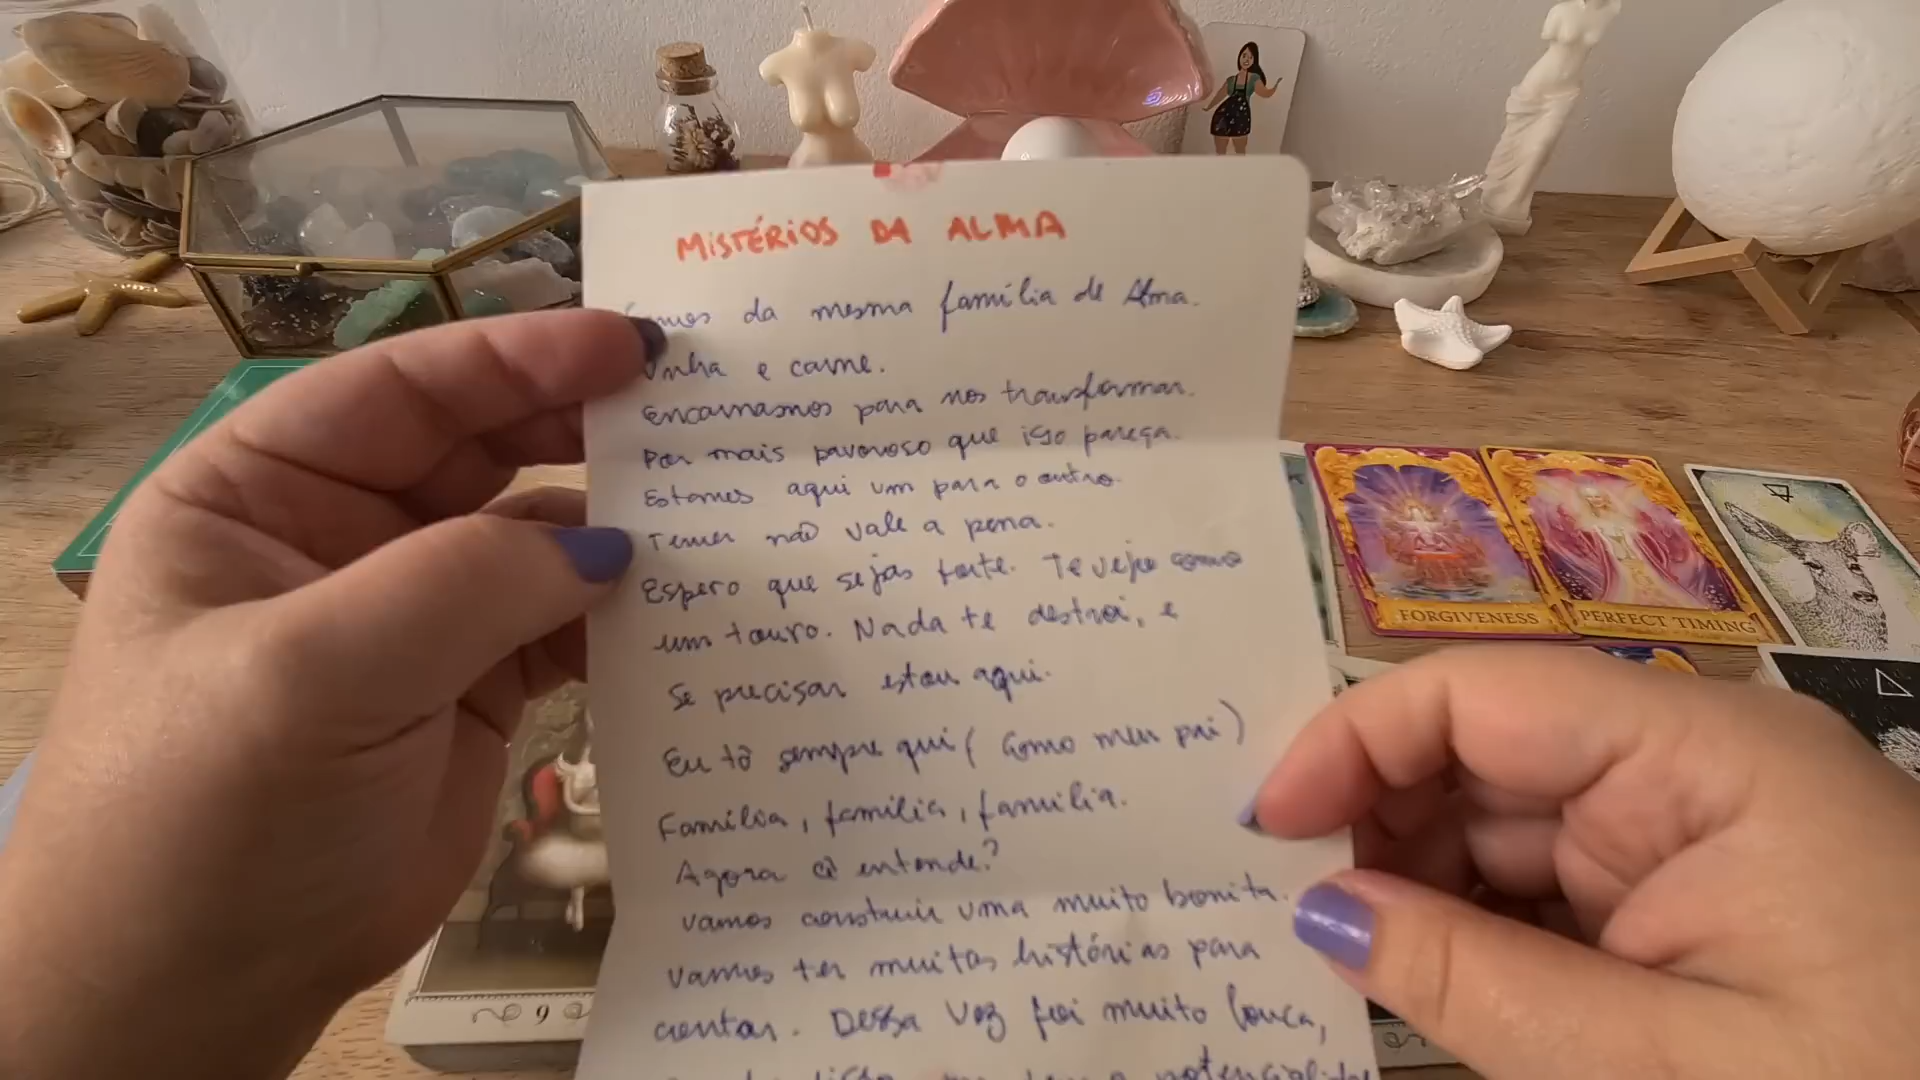 MISTÉRIOS DA ALMA
da mesma família de Alma.
Unha e carne.
Encarnamos para nos transformar.
Por mais pavoroso que isso pareça.
Estamos aqui um para o outro.
Temer não vale a pena.
Espero que sejas forte. Te vejo como
um touro. Nada te destroi, e
se precisar estou aqui.
Eu tô sempre qui (como meu pai)
Família, família, família.
Agora cê entende?
Vamos construir uma muito bonita.
Vamos ter muitas histórias para
contar. Dessa vez foi muito louca,
FORGIVENESS
PERFECT TIMING
9